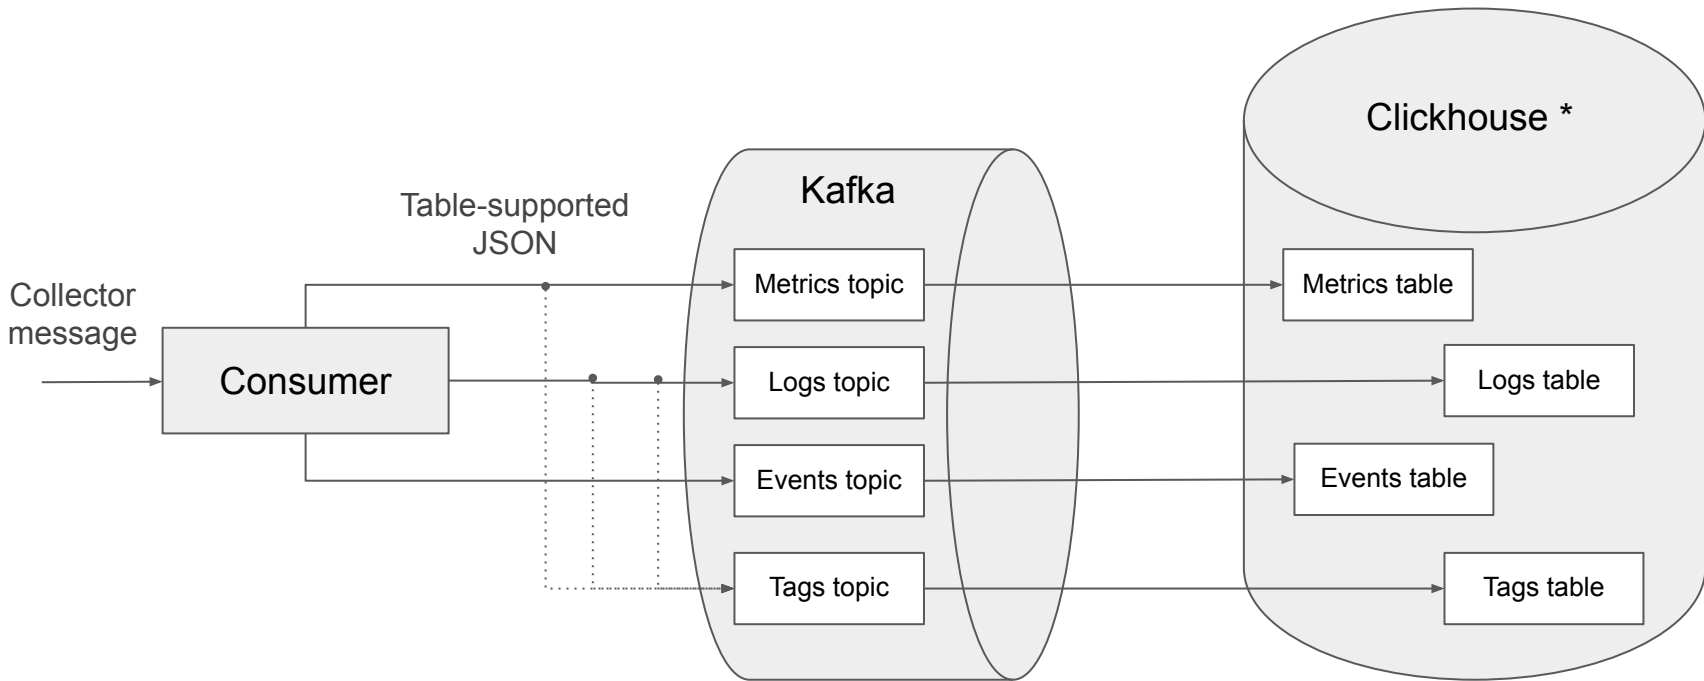 Clickhouse *
Kafka
Table-supported
JSON
Collector
message
Consumer
Metrics topic
Metrics table
Logs topic
Logs table
Events topic
Events table
Tags topic
Tags table